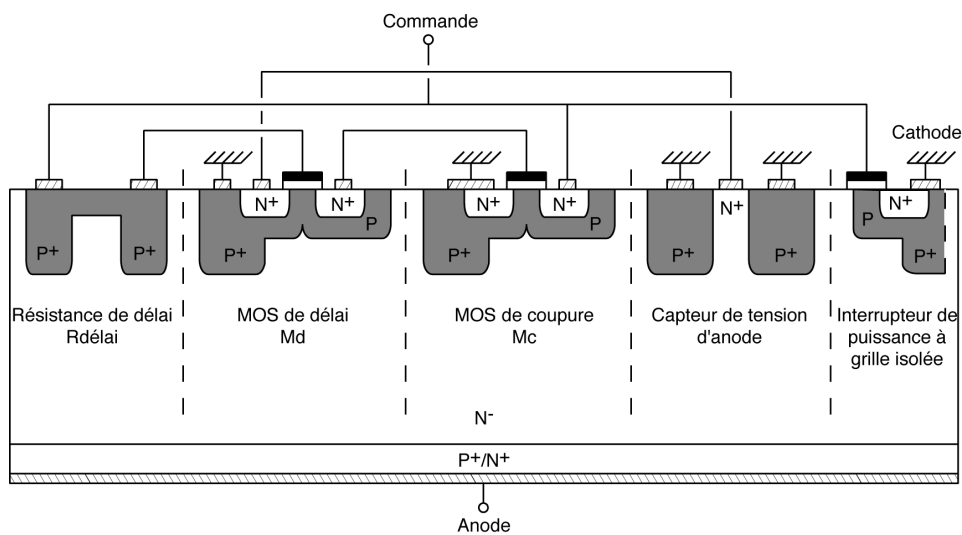 Commande
Cathode
N+
N+
N+
N+
N+
N+
P
P
P
P+
P+
P+
P+
P+
P+
P+
Résistance de délai
Rdélai
MOS de délai
Md
MOS de coupure
Mc
Capteur de tension
d'anode
Interrupteur de
puissance à
grille isolée
N-
P+/N+
Anode